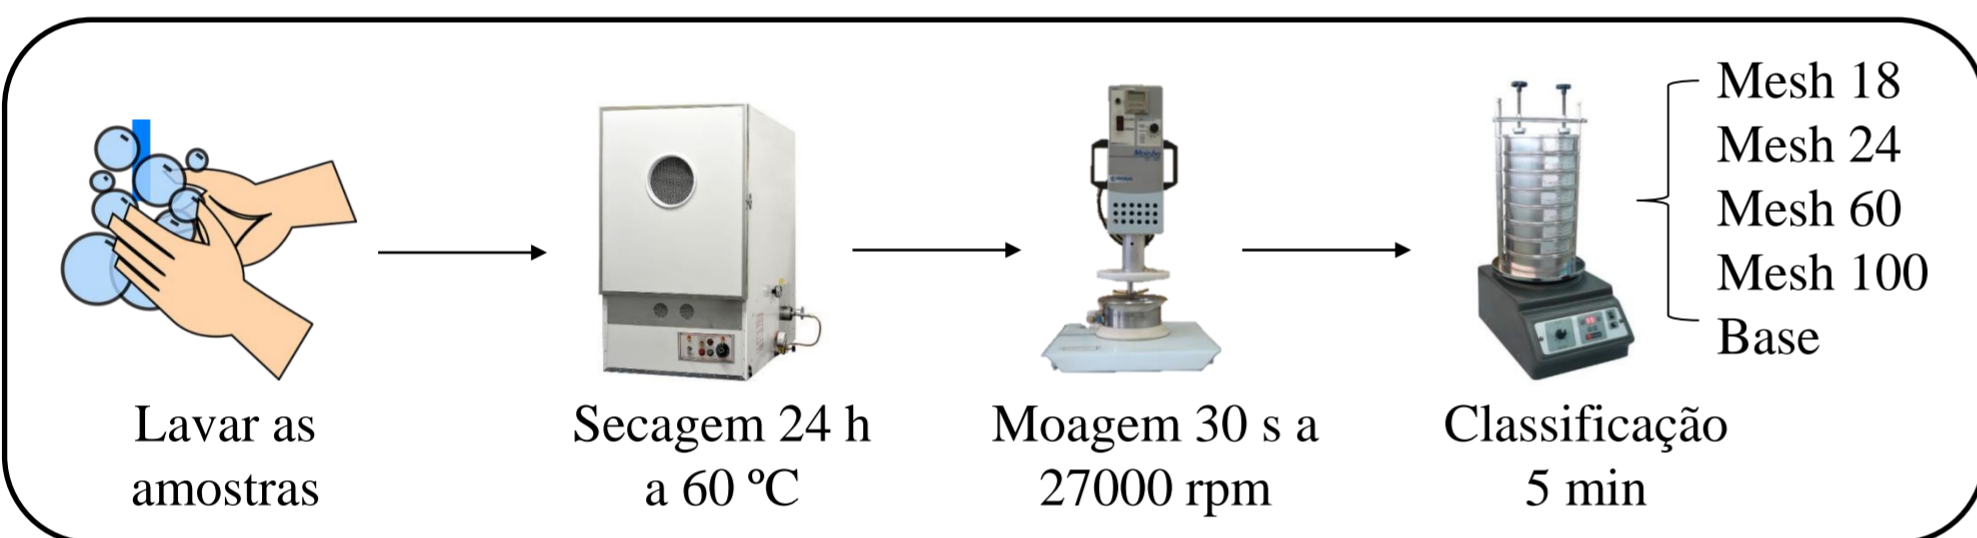 Lavar as
amostras
Secagem 24 h
a 60 ºC
Moagem 30 s a
27000 rpm
Classificação
5 min
Mesh 18
Mesh 24
Mesh 60
Mesh 100
Base